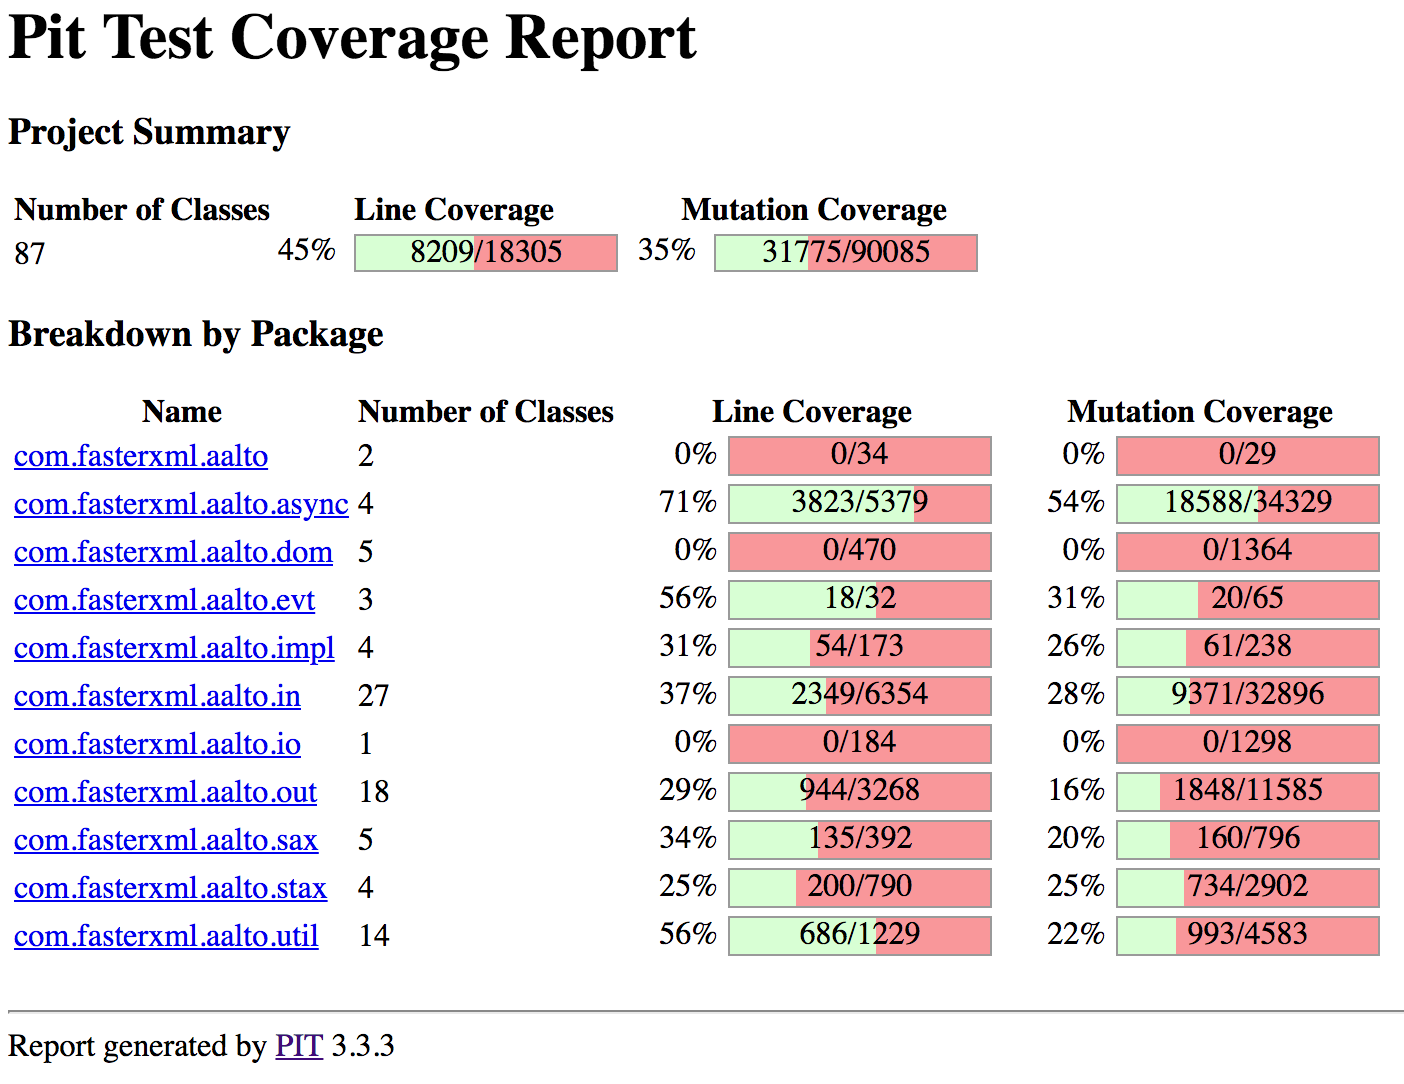 Pit Test Coverage Report
Project Summary
Number of Classes Line Coverage Mutation Coverage
87 45% 8209/18305 35% 31775/90085
Breakdown by Package
Name Number of Classes Line Coverage Mutation Coverage
com.fasterxml.aalto 2 0% 0/34 0% 0/29
com.fasterxml.aalto.async 4 71% 3823/5379 54% 18588/34329
com.fasterxml.aalto.dom 5 0% 0/470 0% 0/1364
com.fasterxml.aalto.evt 3 56% 18/32 31% 20/65
com.fasterxml.aalto.impl 4 31% 54/173 26% 61/238
com.fasterxml.aalto.in 27 37% 2349/6354 28% 9371/32896
com.fasterxml.aalto.io 1 0% 0/184 0% 0/1298
com.fasterxml.aalto.out 18 29% 944/3268 16% 1848/11585
com.fasterxml.aalto.sax 5 34% 135/392 20% 160/796
com.fasterxml.aalto.stax 4 25% 200/790 25% 734/2902
com.fasterxml.aalto.util 14 56% 686/1229 22% 993/4583
Report generated by PIT 3.3.3